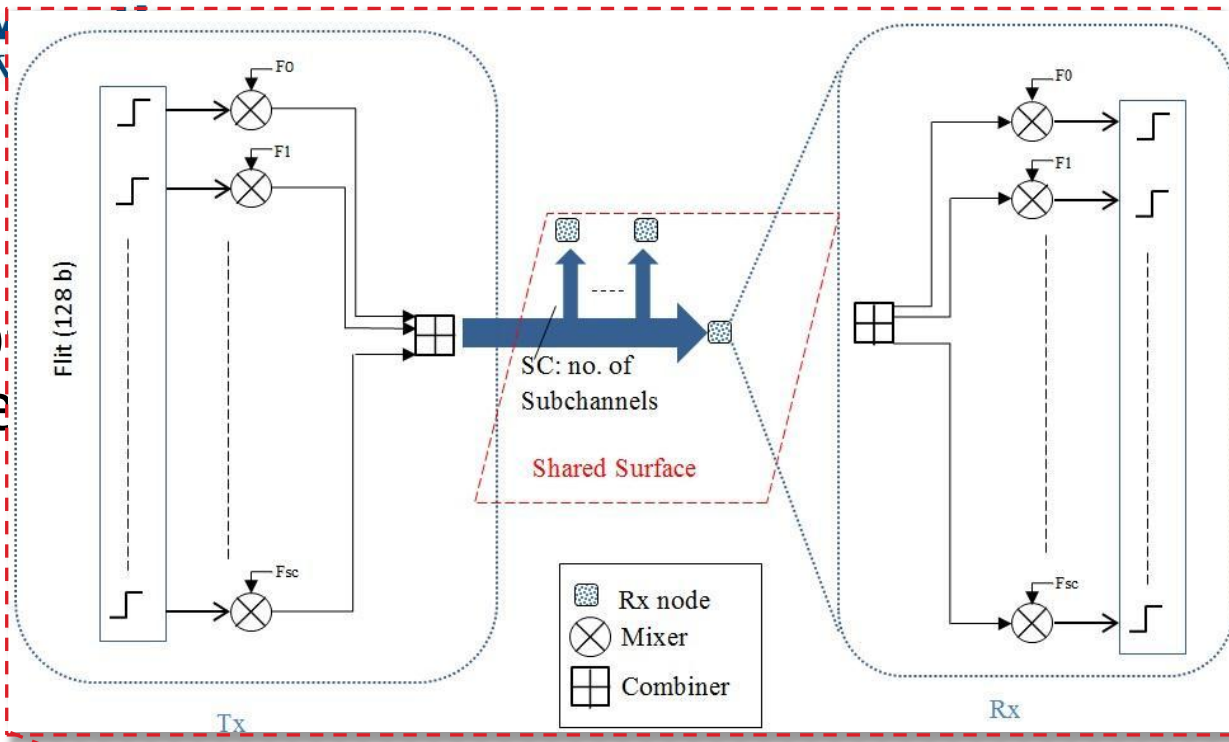 F0
F1
Flit (128 b)
Fsc
Tx
SC: no. of
Subchannels
Shared Surface
Rx node
Mixer
Combiner
F0
F1
Fsc
Rx